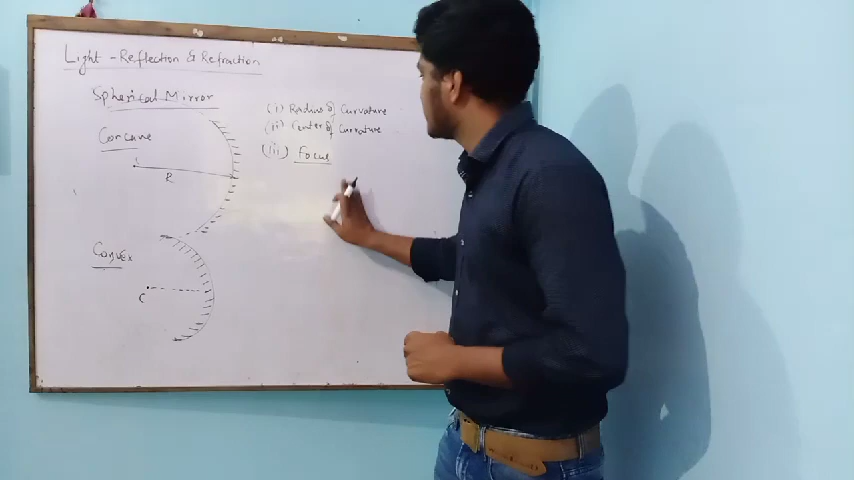 Light - Reflection & Refraction
Spherical Mirror
(i) Radius of Curvature
(ii) Center of Curvature
(iii) Focus
Concave
R
Convex
C